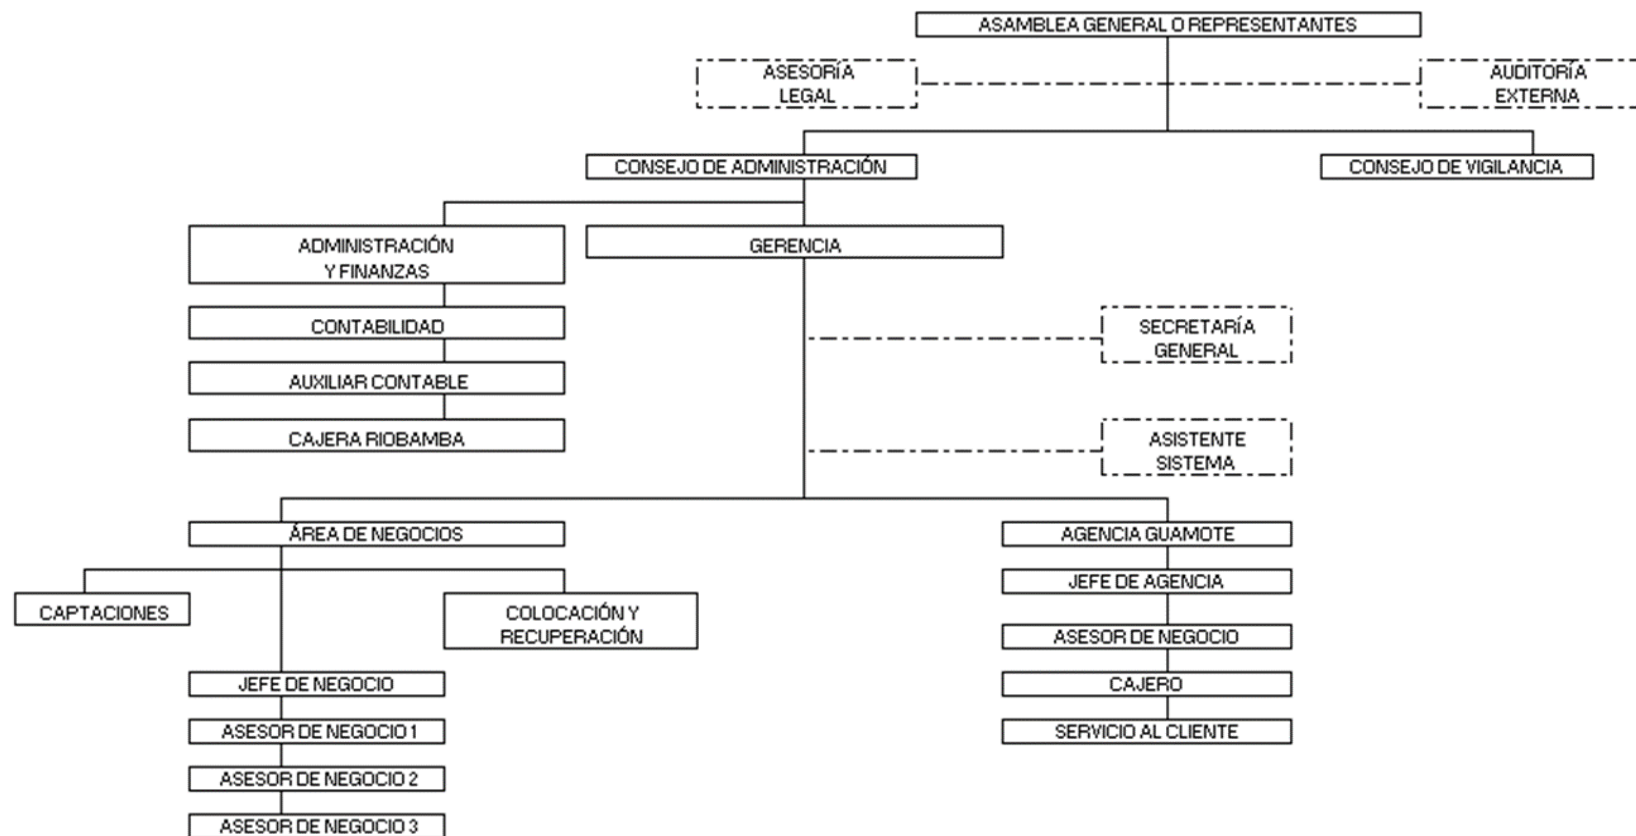 ASAMBLEA GENERAL O REPRESENTANTES
ASESORÍA
LEGAL
AUDITORÍA
EXTERNA
CONSEJO DE ADMINISTRACIÓN
CONSEJO DE VIGILANCIA
ADMINISTRACIÓN
Y FINANZAS
GERENCIA
CONTABILIDAD
AUXILIAR CONTABLE
CAJERA RIOBAMBA
SECRETARÍA
GENERAL
ASISTENTE
SISTEMA
ÁREA DE NEGOCIOS
AGENCIA GUAMOTE
CAPTACIONES
COLOCACIÓN Y
RECUPERACIÓN
JEFE DE NEGOCIO
ASESOR DE NEGOCIO 1
ASESOR DE NEGOCIO 2
ASESOR DE NEGOCIO 3
JEFE DE AGENCIA
ASESOR DE NEGOCIO
CAJERO
SERVICIO AL CLIENTE